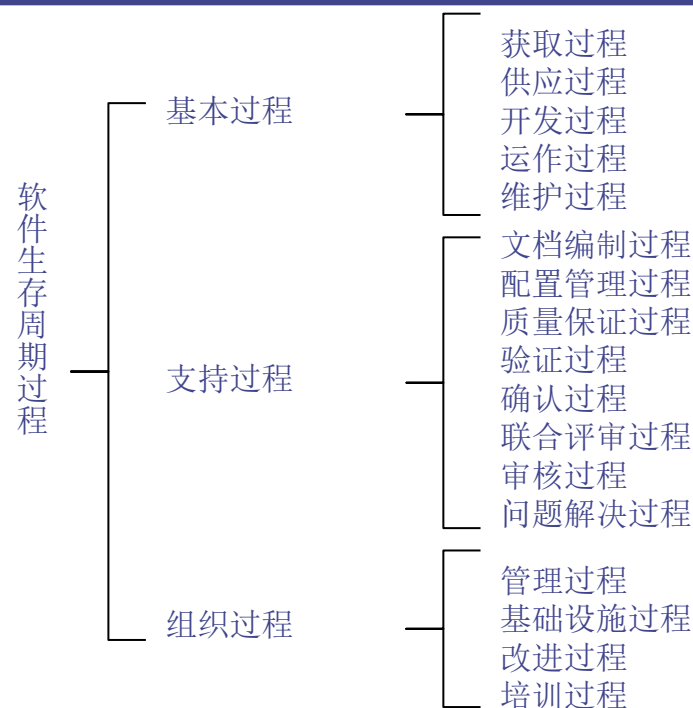 软件生存周期过程
基本过程
获取过程
供应过程
开发过程
运作过程
维护过程
支持过程
文档编制过程
配置管理过程
质量保证过程
验证过程
确认过程
联合评审过程
审核过程
问题解决过程
组织过程
管理过程
基础设施过程
改进过程
培训过程